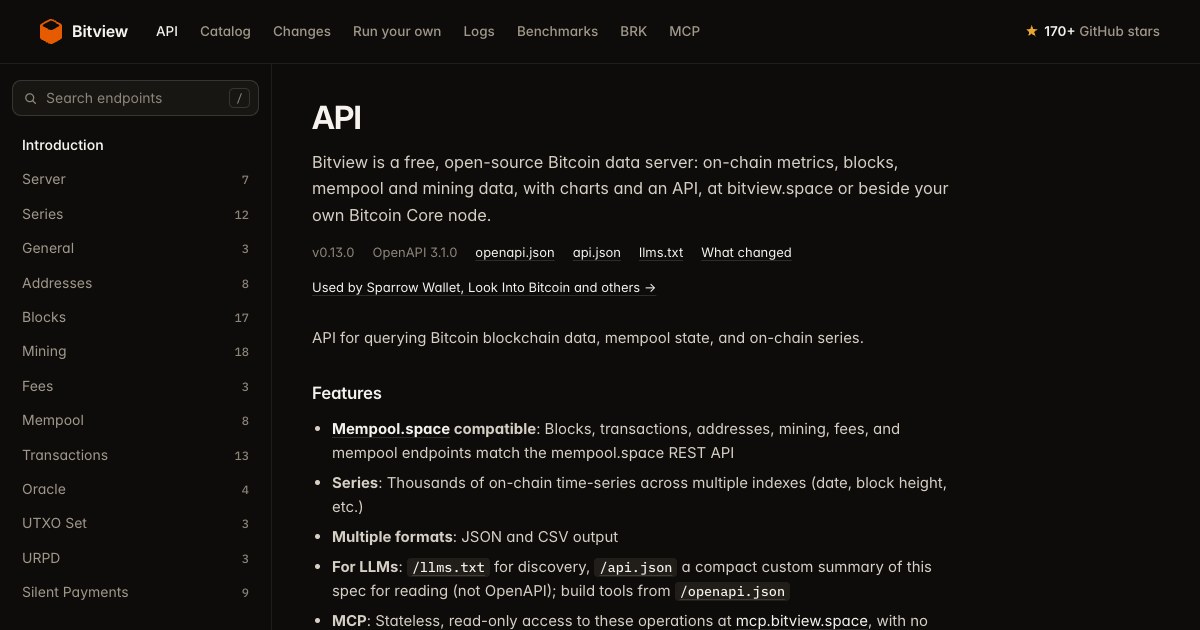 Bitview API Catalog Changes Run your own Logs Benchmarks BRK MCP ★ 170+ GitHub stars
Search endpoints /
Introduction
Server 7
Series 12
General 3
Addresses 8
Blocks 17
Mining 18
Fees 3
Mempool 8
Transactions 13
Oracle 4
UTXO Set 3
URPD 3
Silent Payments 9
API
Bitview is a free, open-source Bitcoin data server: on-chain metrics, blocks,
mempool and mining data, with charts and an API, at bitview.space or beside your
own Bitcoin Core node.
v0.13.0 OpenAPI 3.1.0 openapi.json api.json llms.txt What changed
Used by Sparrow Wallet, Look Into Bitcoin and others →
API for querying Bitcoin blockchain data, mempool state, and on-chain series.
Features
• Mempool.space compatible: Blocks, transactions, addresses, mining, fees, and
mempool endpoints match the mempool.space REST API
• Series: Thousands of on-chain time-series across multiple indexes (date, block height,
etc.)
• Multiple formats: JSON and CSV output
• For LLMs: /llms.txt for discovery, /api.json a compact custom summary of this
spec for reading (not OpenAPI); build tools from /openapi.json
• MCP: Stateless, read-only access to these operations at mcp.bitview.space, with no